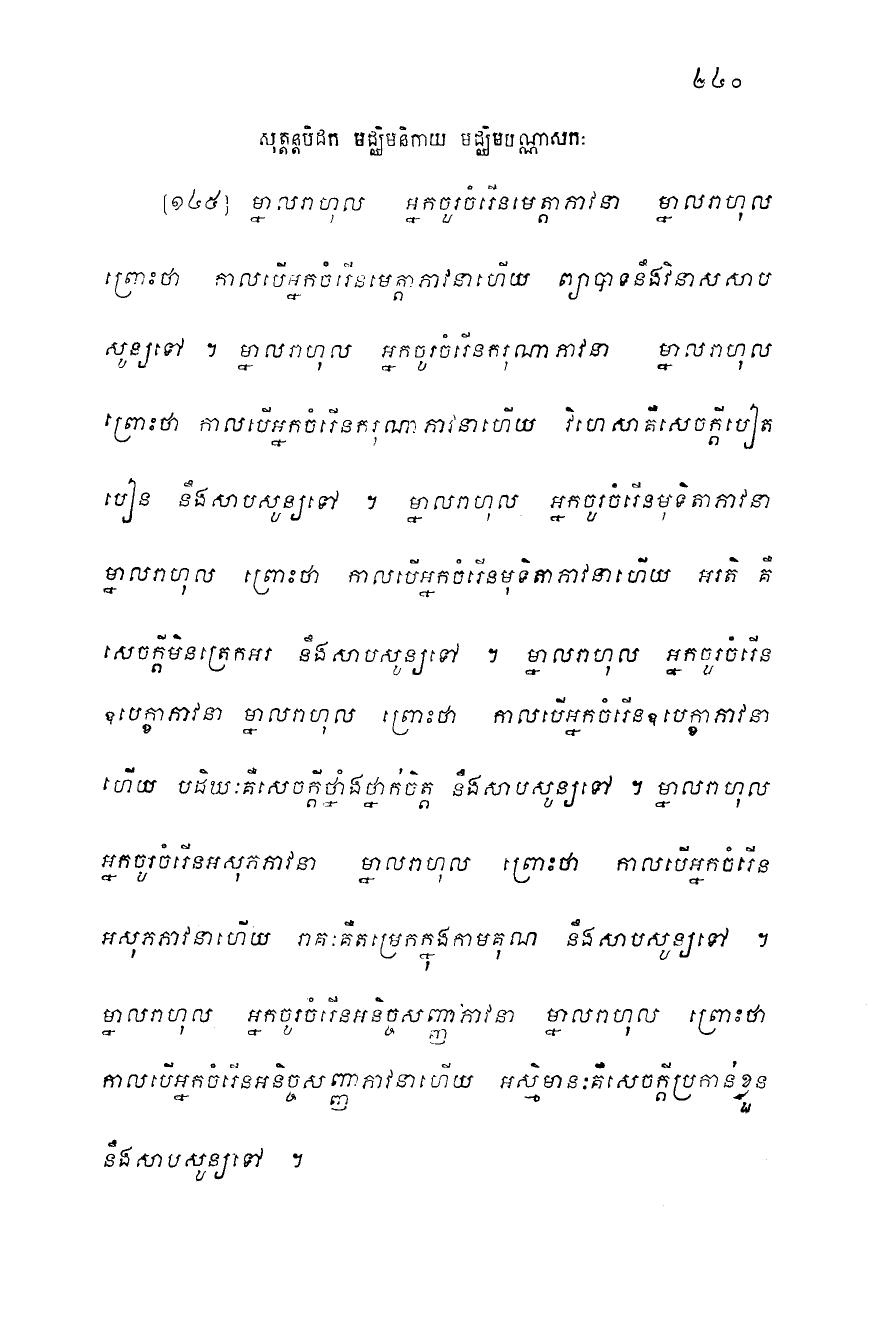 ២៤០
សុត្តន្តបិដក មជ្ឈិមនិកាយ មជ្ឈិមបណ្ណាសកៈ
[១៤៥] ម្នាលរាហុល អ្នកចូរចំរើនមេត្តាភាវនា ម្នាលរាហុល
ព្រោះថា កាលបើអ្នកចំរើនមេត្តាភាវនាហើយ ព្យាបាទនឹងវិនាសសាប
សូន្យទៅ ។ ម្នាលរាហុល អ្នកចូរចំរើនករុណាភាវនា ម្នាលរាហុល
ព្រោះថា កាលបើអ្នកចំរើនករុណាភាវនាហើយ វិហេសាគឺសេចក្តីបៀត
បៀន នឹងសាបសូន្យទៅ ។ ម្នាលរាហុល អ្នកចូរចំរើនមុទិតាភាវនា
ម្នាលរាហុល ព្រោះថា កាលបើអ្នកចំរើនមុទិតាភាវនាហើយ អរតិ គឺ
សេចក្តីមិនត្រេកអរ នឹងសាបសូន្យទៅ ។ ម្នាលរាហុល អ្នកចូរចំរើន
ឧបេក្ខាភាវនា ម្នាលរាហុល ព្រោះថា កាលបើអ្នកចំរើនឧបេក្ខាភាវនា
ហើយ បដិឃៈគឺសេចក្តីថ្នាំងថ្នាក់ចិត្ត នឹងសាបសូន្យទៅ ។ ម្នាលរាហុល
អ្នកចូរចំរើនអសុភភាវនា ម្នាលរាហុល ព្រោះថា កាលបើអ្នកចំរើន
អសុភភាវនាហើយ រាគៈគឺតម្រេកក្នុងកាមគុណ នឹងសាបសូន្យទៅ ។
ម្នាលរាហុល អ្នកចូរចំរើនអនិច្ចសញ្ញាភាវនា ម្នាលរាហុល ព្រោះថា
កាលបើអ្នកចំរើនអនិច្ចសញ្ញាភាវនាហើយ អស្មិមានៈគឺសេចក្តីប្រកាន់ខ្លួន
នឹងសាបសូន្យទៅ ។